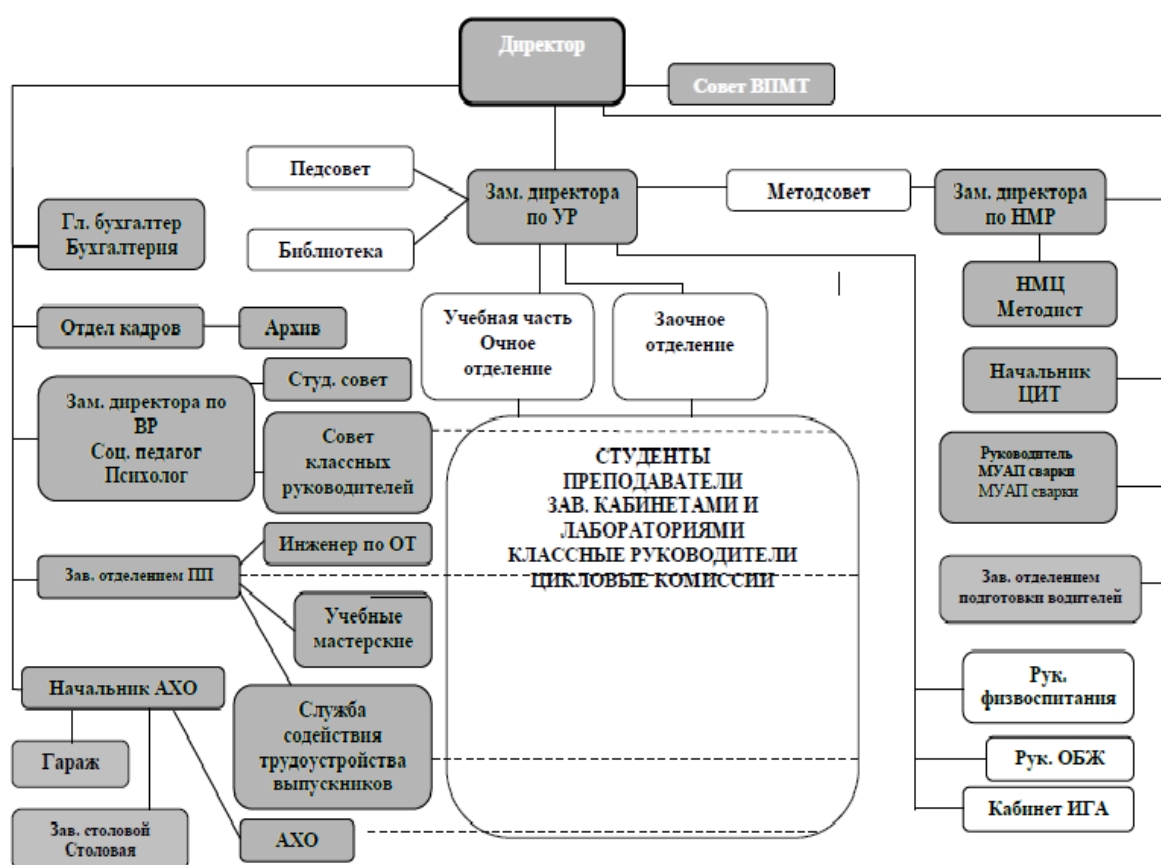 Директор
Совет ВПМТ
Педсовет
Зам. директора
по УР
Методсовет
Зам. директора
по НМР
Гл. бухгалтер
Бухгалтерия
Библиотека
НМЦ
Методист
Отдел кадров
Архив
Учебная часть
Очное
отделение
Заочное
отделение
Студ. совет
Начальник
ЦИТ
Зам. директора по
ВР
Соц. педагог
Психолог
Совет
классных
руководителей
СТУДЕНТЫ
ПРЕПОДАВАТЕЛИ
ЗАВ. КАБИНЕТАМИ И
ЛАБОРАТОРИЯМИ
КЛАССНЫЕ РУКОВОДИТЕЛИ
ЦИКЛОВЫЕ КОМИССИИ
Руководитель
МУАП сварки
МУАП сварки
Инженер по ОТ
Зав. отделением ПП
Зав. отделением
подготовки водителей
Учебные
мастерские
Начальник АХО
Служба
содействия
трудоустройства
выпускников
Рук.
физвоспитания
Гараж
Рук. ОБЖ
Кабинет ИГА
Зав. столовой
Столовая
АХО